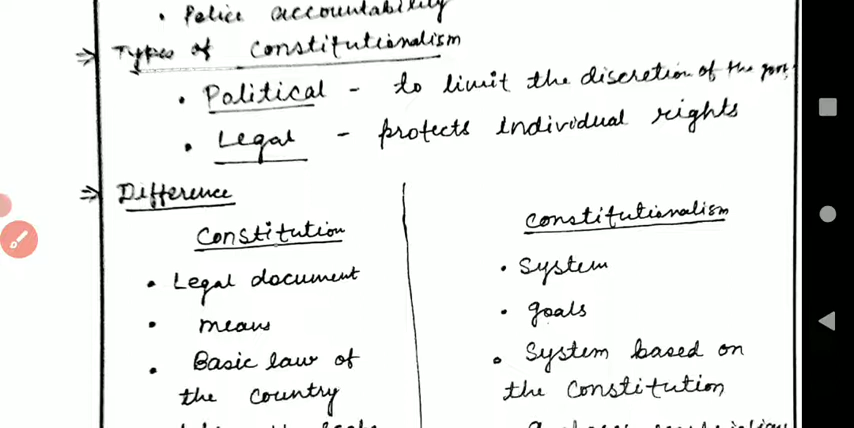 • Police accountability
⇒ Types of Constitutionalism
• Political - to limit the discretion of the govt.
• Legal - protects individual rights
⇒ Difference
Constitution
• Legal document
• means
• Basic law of
the country
Constitutionalism
• System
• goals
• System based on
the Constitution